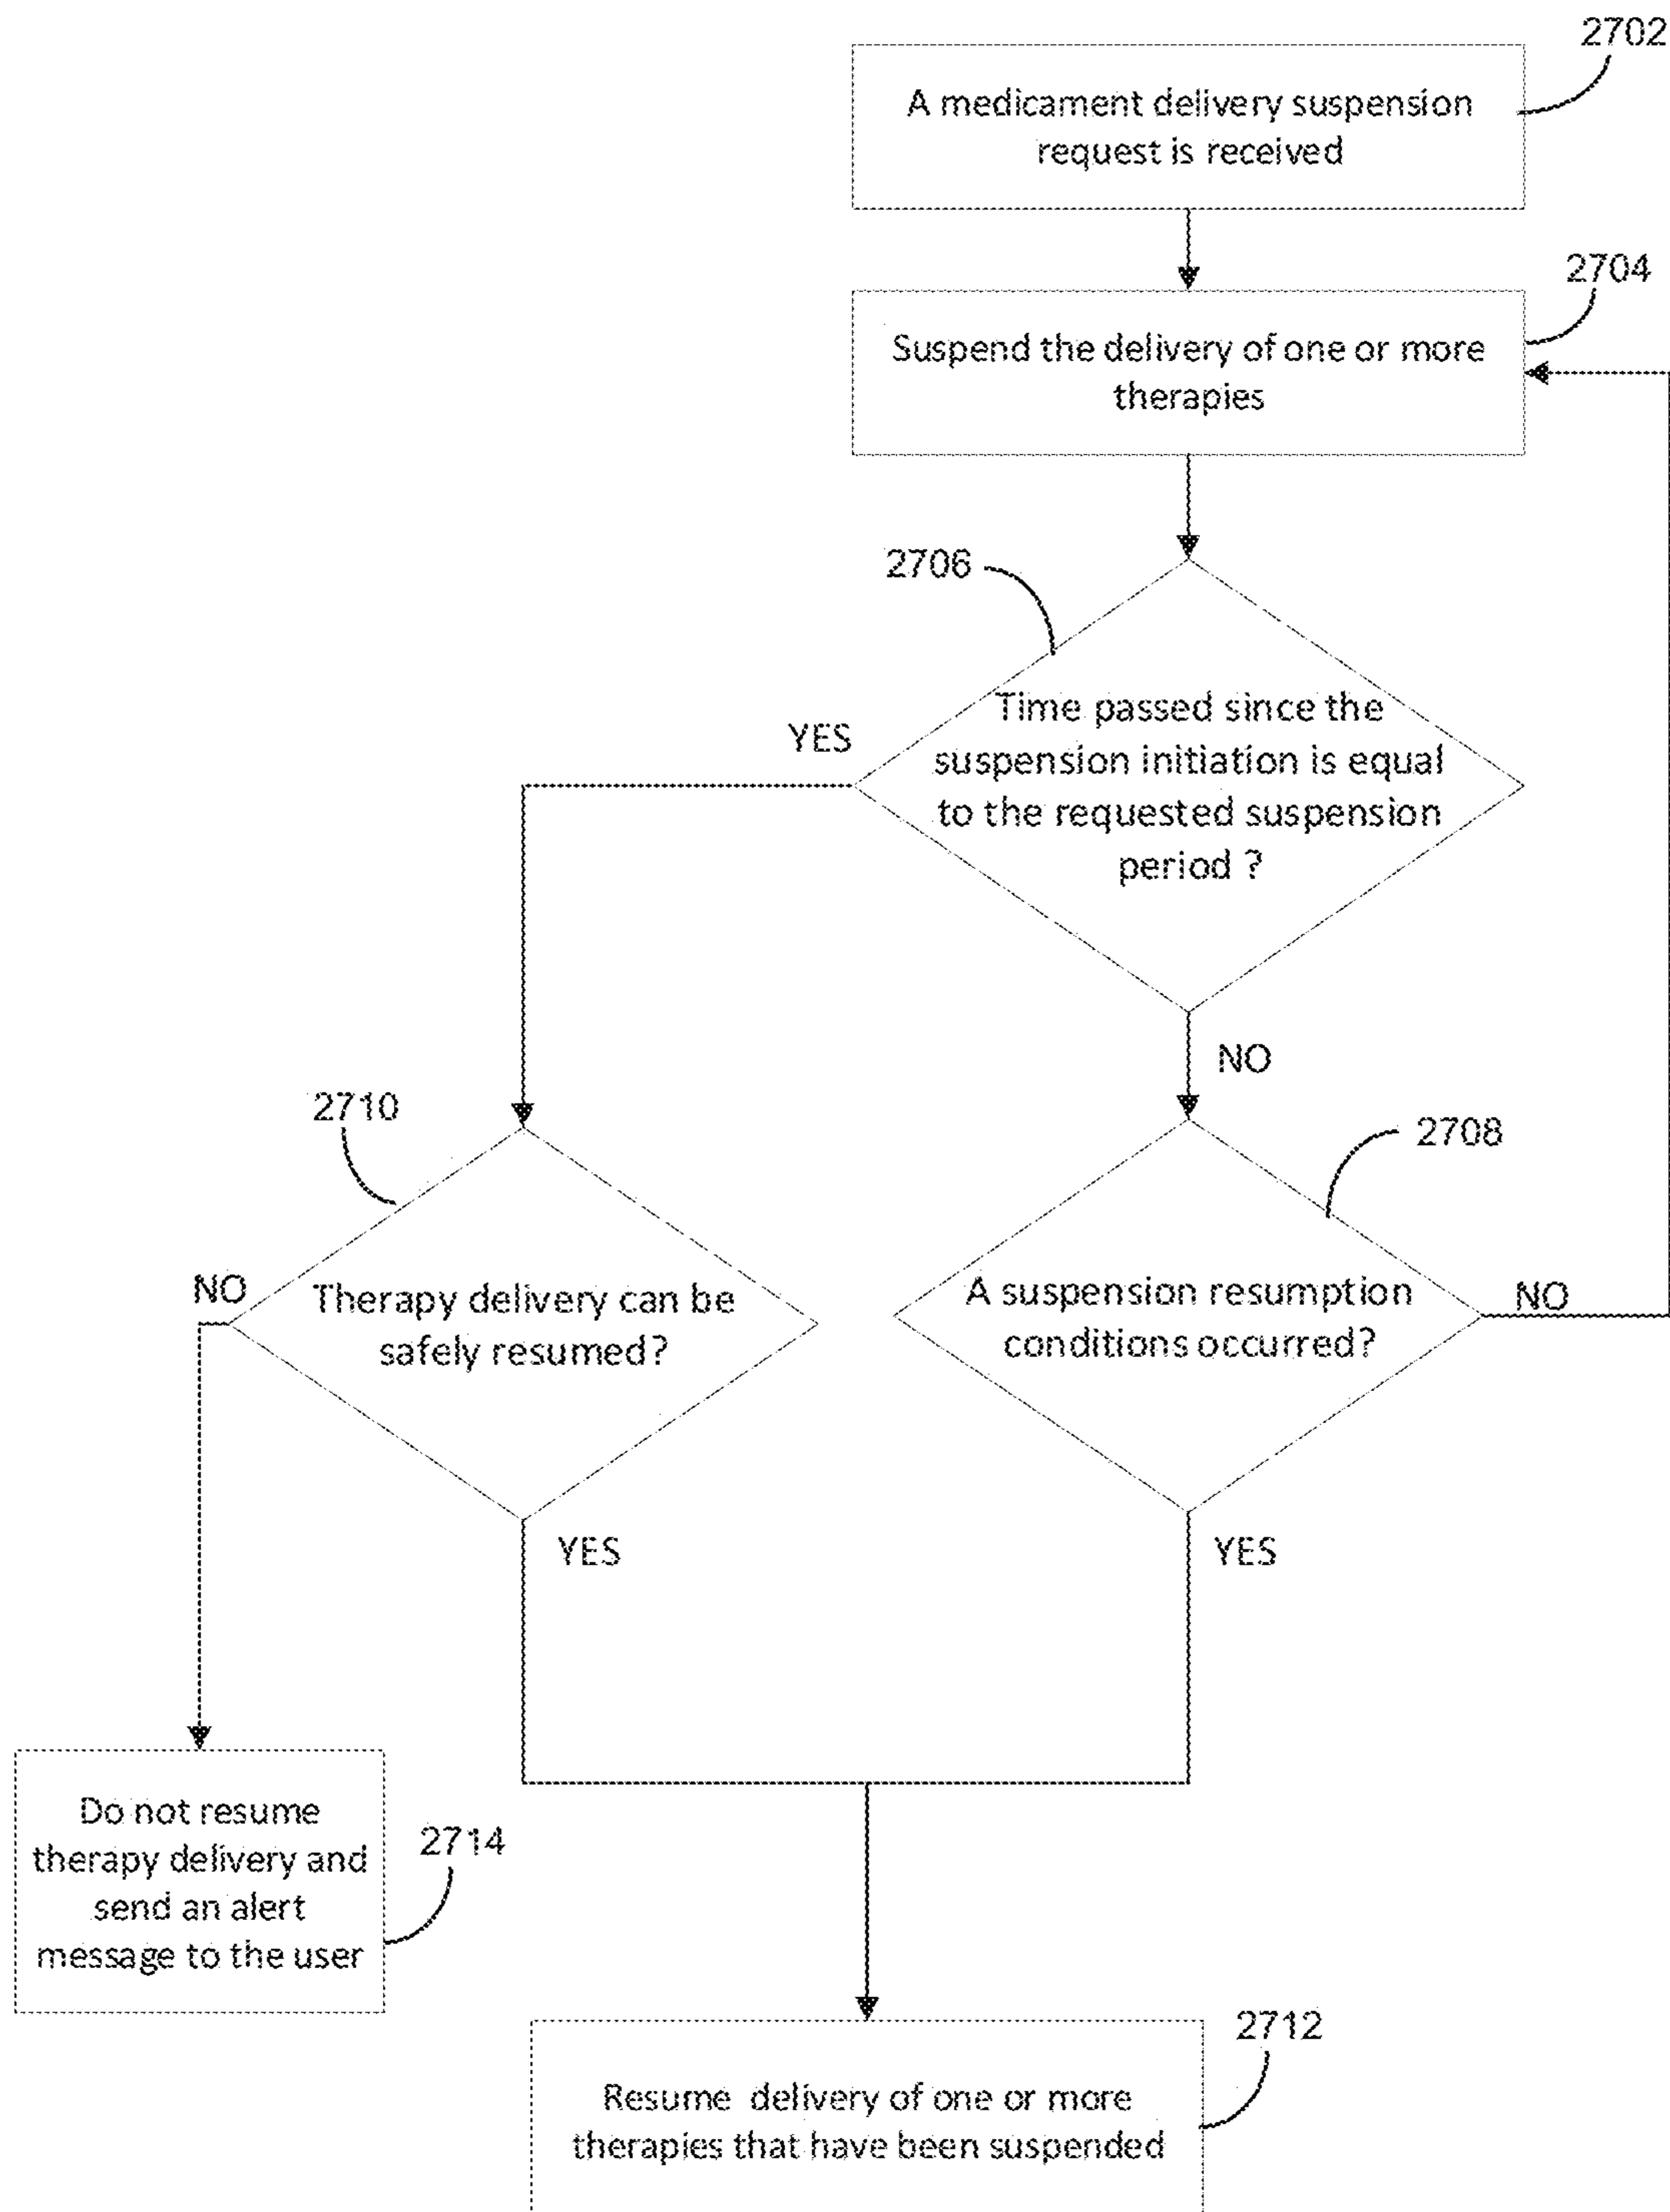 2702
A medicament delivery suspension
request is received
2704
Suspend the delivery of one or more
therapies
2706
Time passed since the
suspension initiation is equal
to the requested suspension
period ?
YES
NO
2710
2708
Therapy delivery can be
safely resumed?
NO
A suspension resumption
conditions occurred?
NO
YES
YES
Do not resume
therapy delivery and
send an alert
message to the user
2714
2712
Resume delivery of one or more
therapies that have been suspended